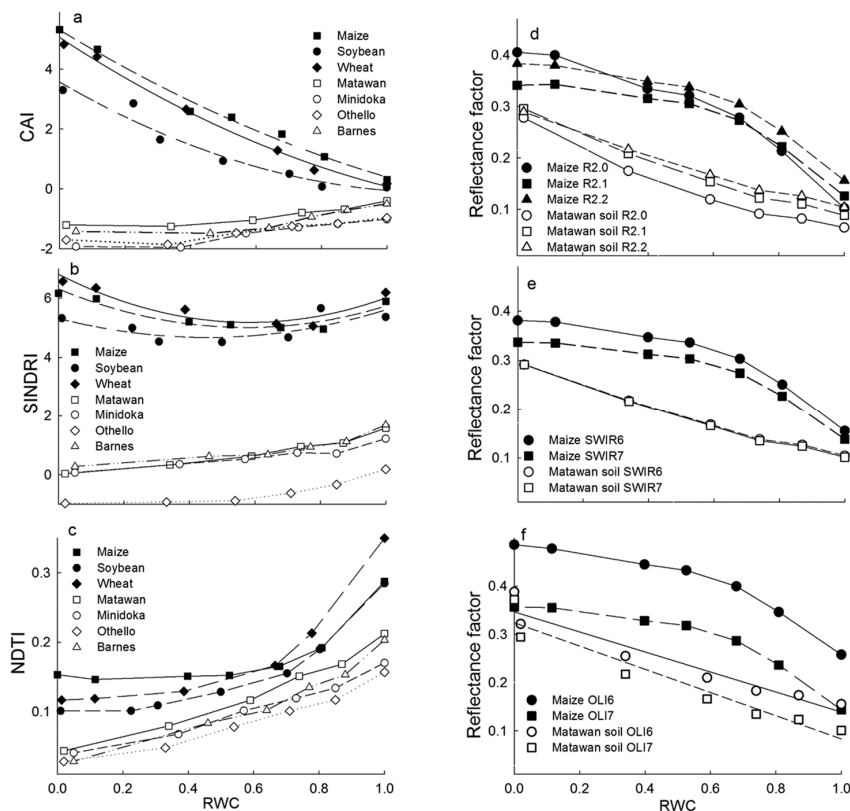 a
CAI
4
2
0
-2
Maize
Soybean
Wheat
Matawan
Minidoka
Othello
Barnes
b
SINDRI
6
4
2
0
Maize
Soybean
Wheat
Matawan
Minidoka
Othello
Barnes
c
NDTI
0.3
0.2
0.1
Maize
Soybean
Wheat
Matawan
Minidoka
Othello
Barnes
0.0 0.2 0.4 0.6 0.8 1.0
RWC
d
Reflectance factor
0.4
0.3
0.2
0.1
Maize R2.0
Maize R2.1
Maize R2.2
Matawan soil R2.0
Matawan soil R2.1
Matawan soil R2.2
e
Reflectance factor
0.4
0.3
0.2
0.1
Maize SWIR6
Maize SWIR7
Matawan soil SWIR6
Matawan soil SWIR7
f
Reflectance factor
0.4
0.3
0.2
0.1
Maize OLI6
Maize OLI7
Matawan soil OLI6
Matawan soil OLI7
0.0 0.2 0.4 0.6 0.8 1.0
RWC